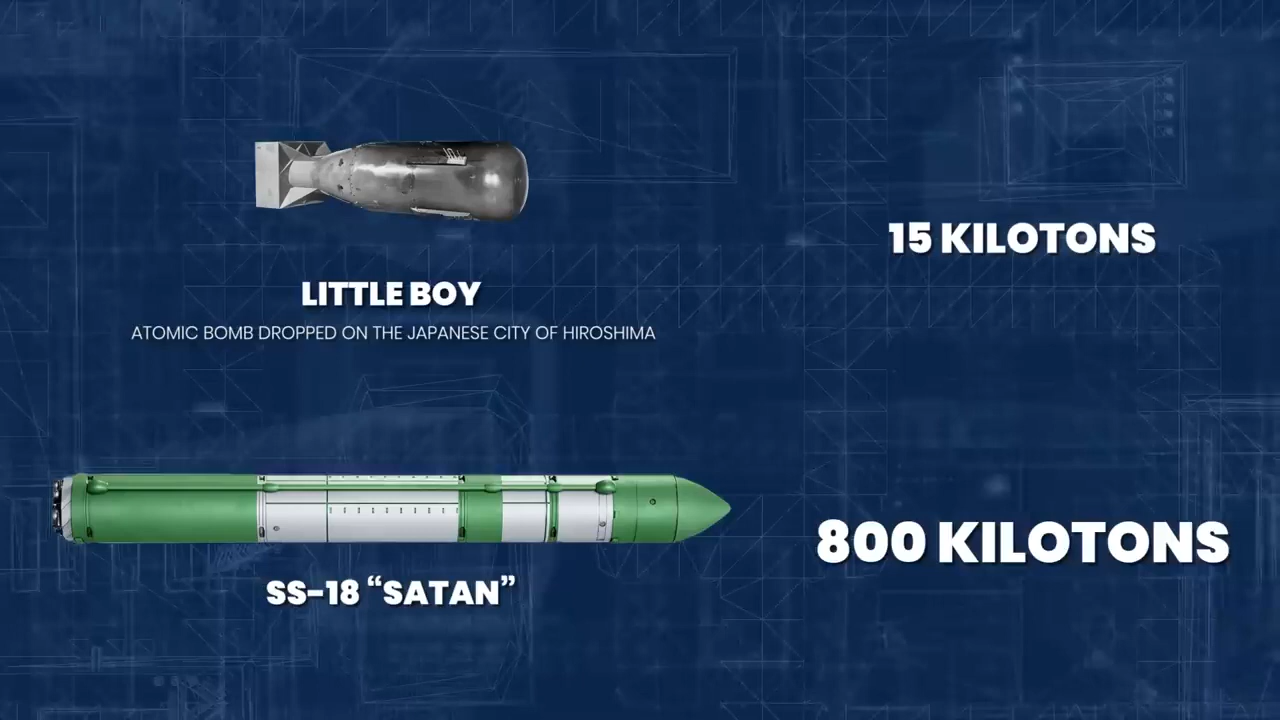 LITTLE BOY
ATOMIC BOMB DROPPED ON THE JAPANESE CITY OF HIROSHIMA
15 KILOTONS
SS-18 “SATAN”
800 KILOTONS